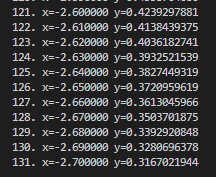 121. x=-2.600000 y=0.4239297881
122. x=-2.610000 y=0.4138439375
123. x=-2.620000 y=0.4036182741
124. x=-2.630000 y=0.3932521539
125. x=-2.640000 y=0.3827449319
126. x=-2.650000 y=0.3720959619
127. x=-2.660000 y=0.3613045966
128. x=-2.670000 y=0.3503701875
129. x=-2.680000 y=0.3392920848
130. x=-2.690000 y=0.3280696378
131. x=-2.700000 y=0.3167021944